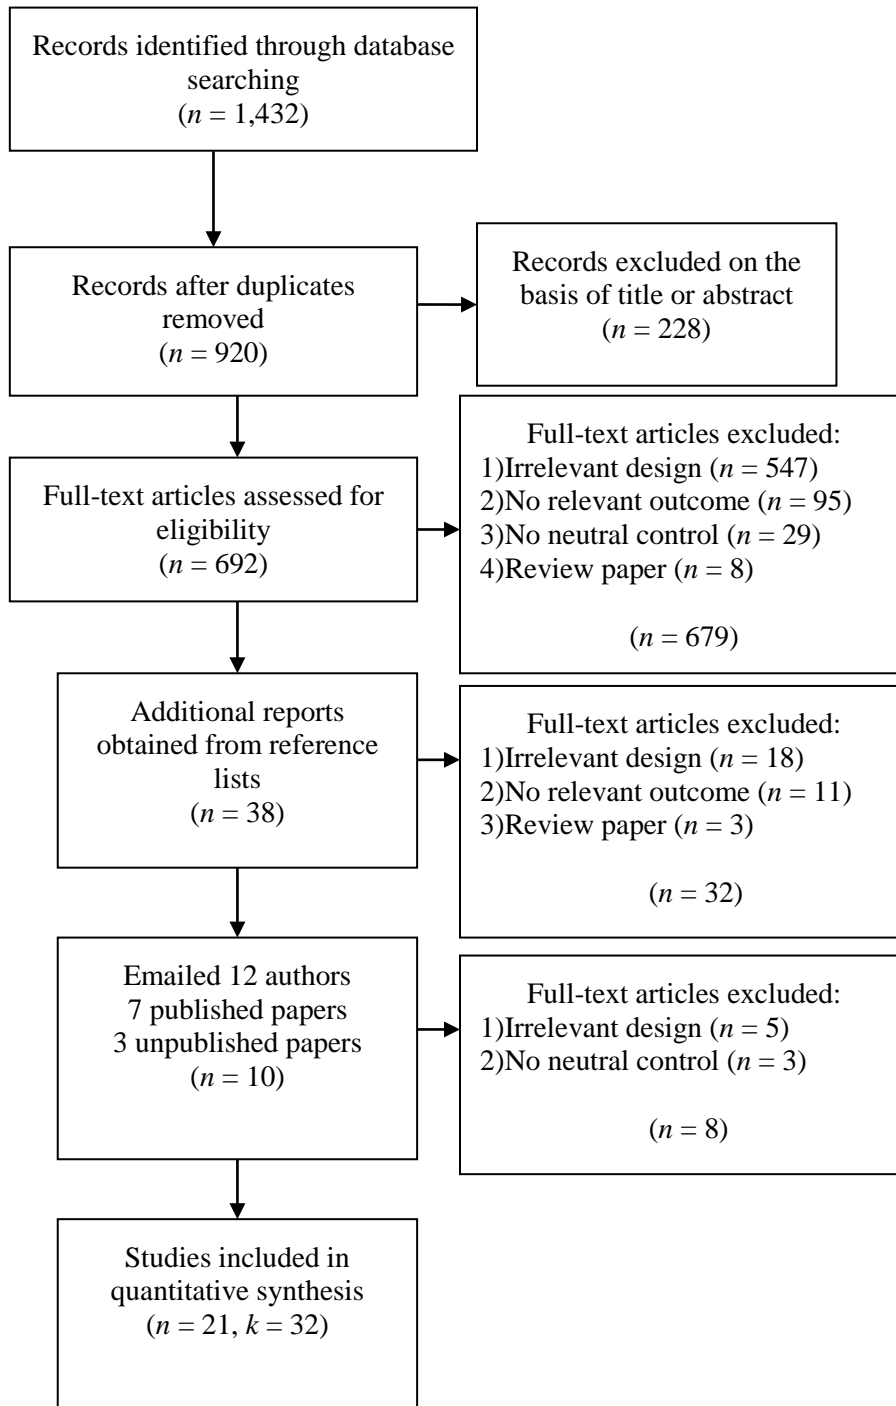 Records identified through database
searching
(n = 1,432)
Records after duplicates
removed
(n = 920)
Records excluded on the
basis of title or abstract
(n = 228)
Full-text articles assessed for
eligibility
(n = 692)
Full-text articles excluded:
1)Irrelevant design (n = 547)
2)No relevant outcome (n = 95)
3)No neutral control (n = 29)
4)Review paper (n = 8)
(n = 679)
Additional reports
obtained from reference
lists
(n = 38)
Full-text articles excluded:
1)Irrelevant design (n = 18)
2)No relevant outcome (n = 11)
3)Review paper (n = 3)
(n = 32)
Emailed 12 authors
7 published papers
3 unpublished papers
(n = 10)
Full-text articles excluded:
1)Irrelevant design (n = 5)
2)No neutral control (n = 3)
(n = 8)
Studies included in
quantitative synthesis
(n = 21, k = 32)